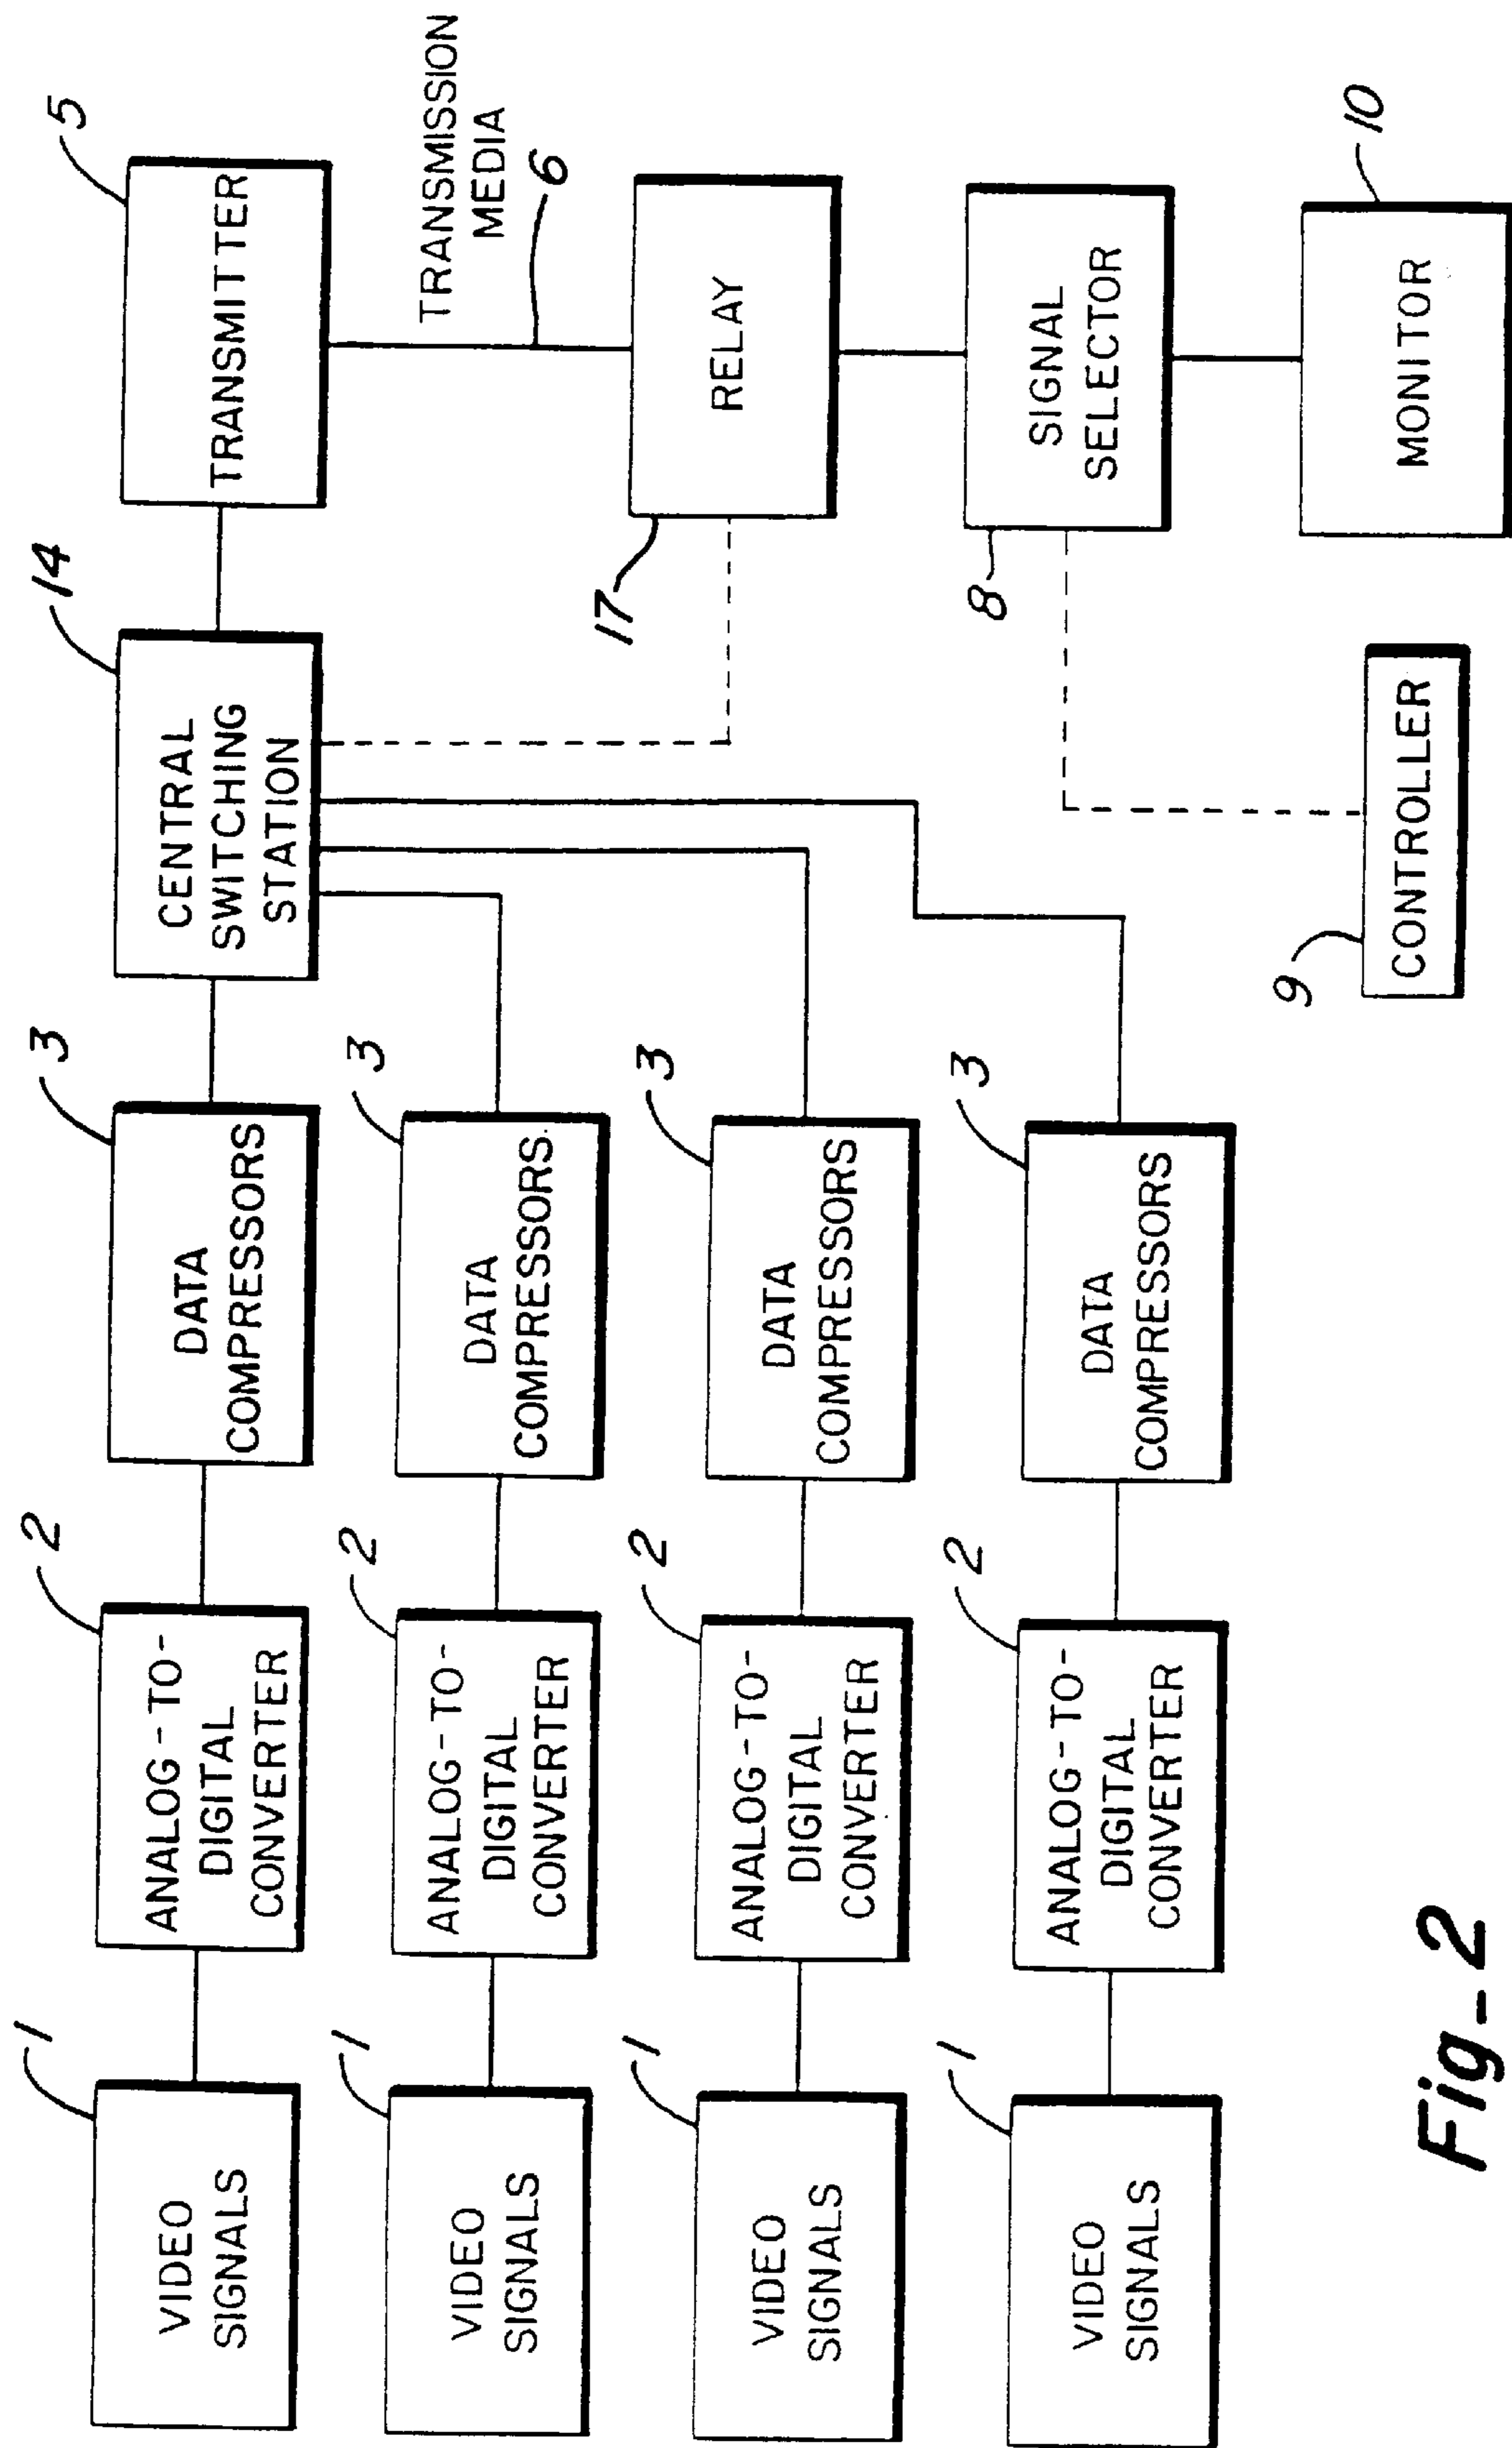 1
VIDEO
SIGNALS
2
ANALOG-TO-
DIGITAL
CONVERTER
3
DATA
COMPRESSORS
14
CENTRAL
SWITCHING
STATION
5
TRANSMITTER
1
VIDEO
SIGNALS
2
ANALOG-TO-
DIGITAL
CONVERTER
3
DATA
COMPRESSORS
TRANSMISSION
MEDIA
6
1
VIDEO
SIGNALS
2
ANALOG-TO-
DIGITAL
CONVERTER
3
DATA
COMPRESSORS
17
RELAY
1
VIDEO
SIGNALS
2
ANALOG-TO-
DIGITAL
CONVERTER
3
DATA
COMPRESSORS
8
SIGNAL
SELECTOR
9
CONTROLLER
10
MONITOR
Fig-2